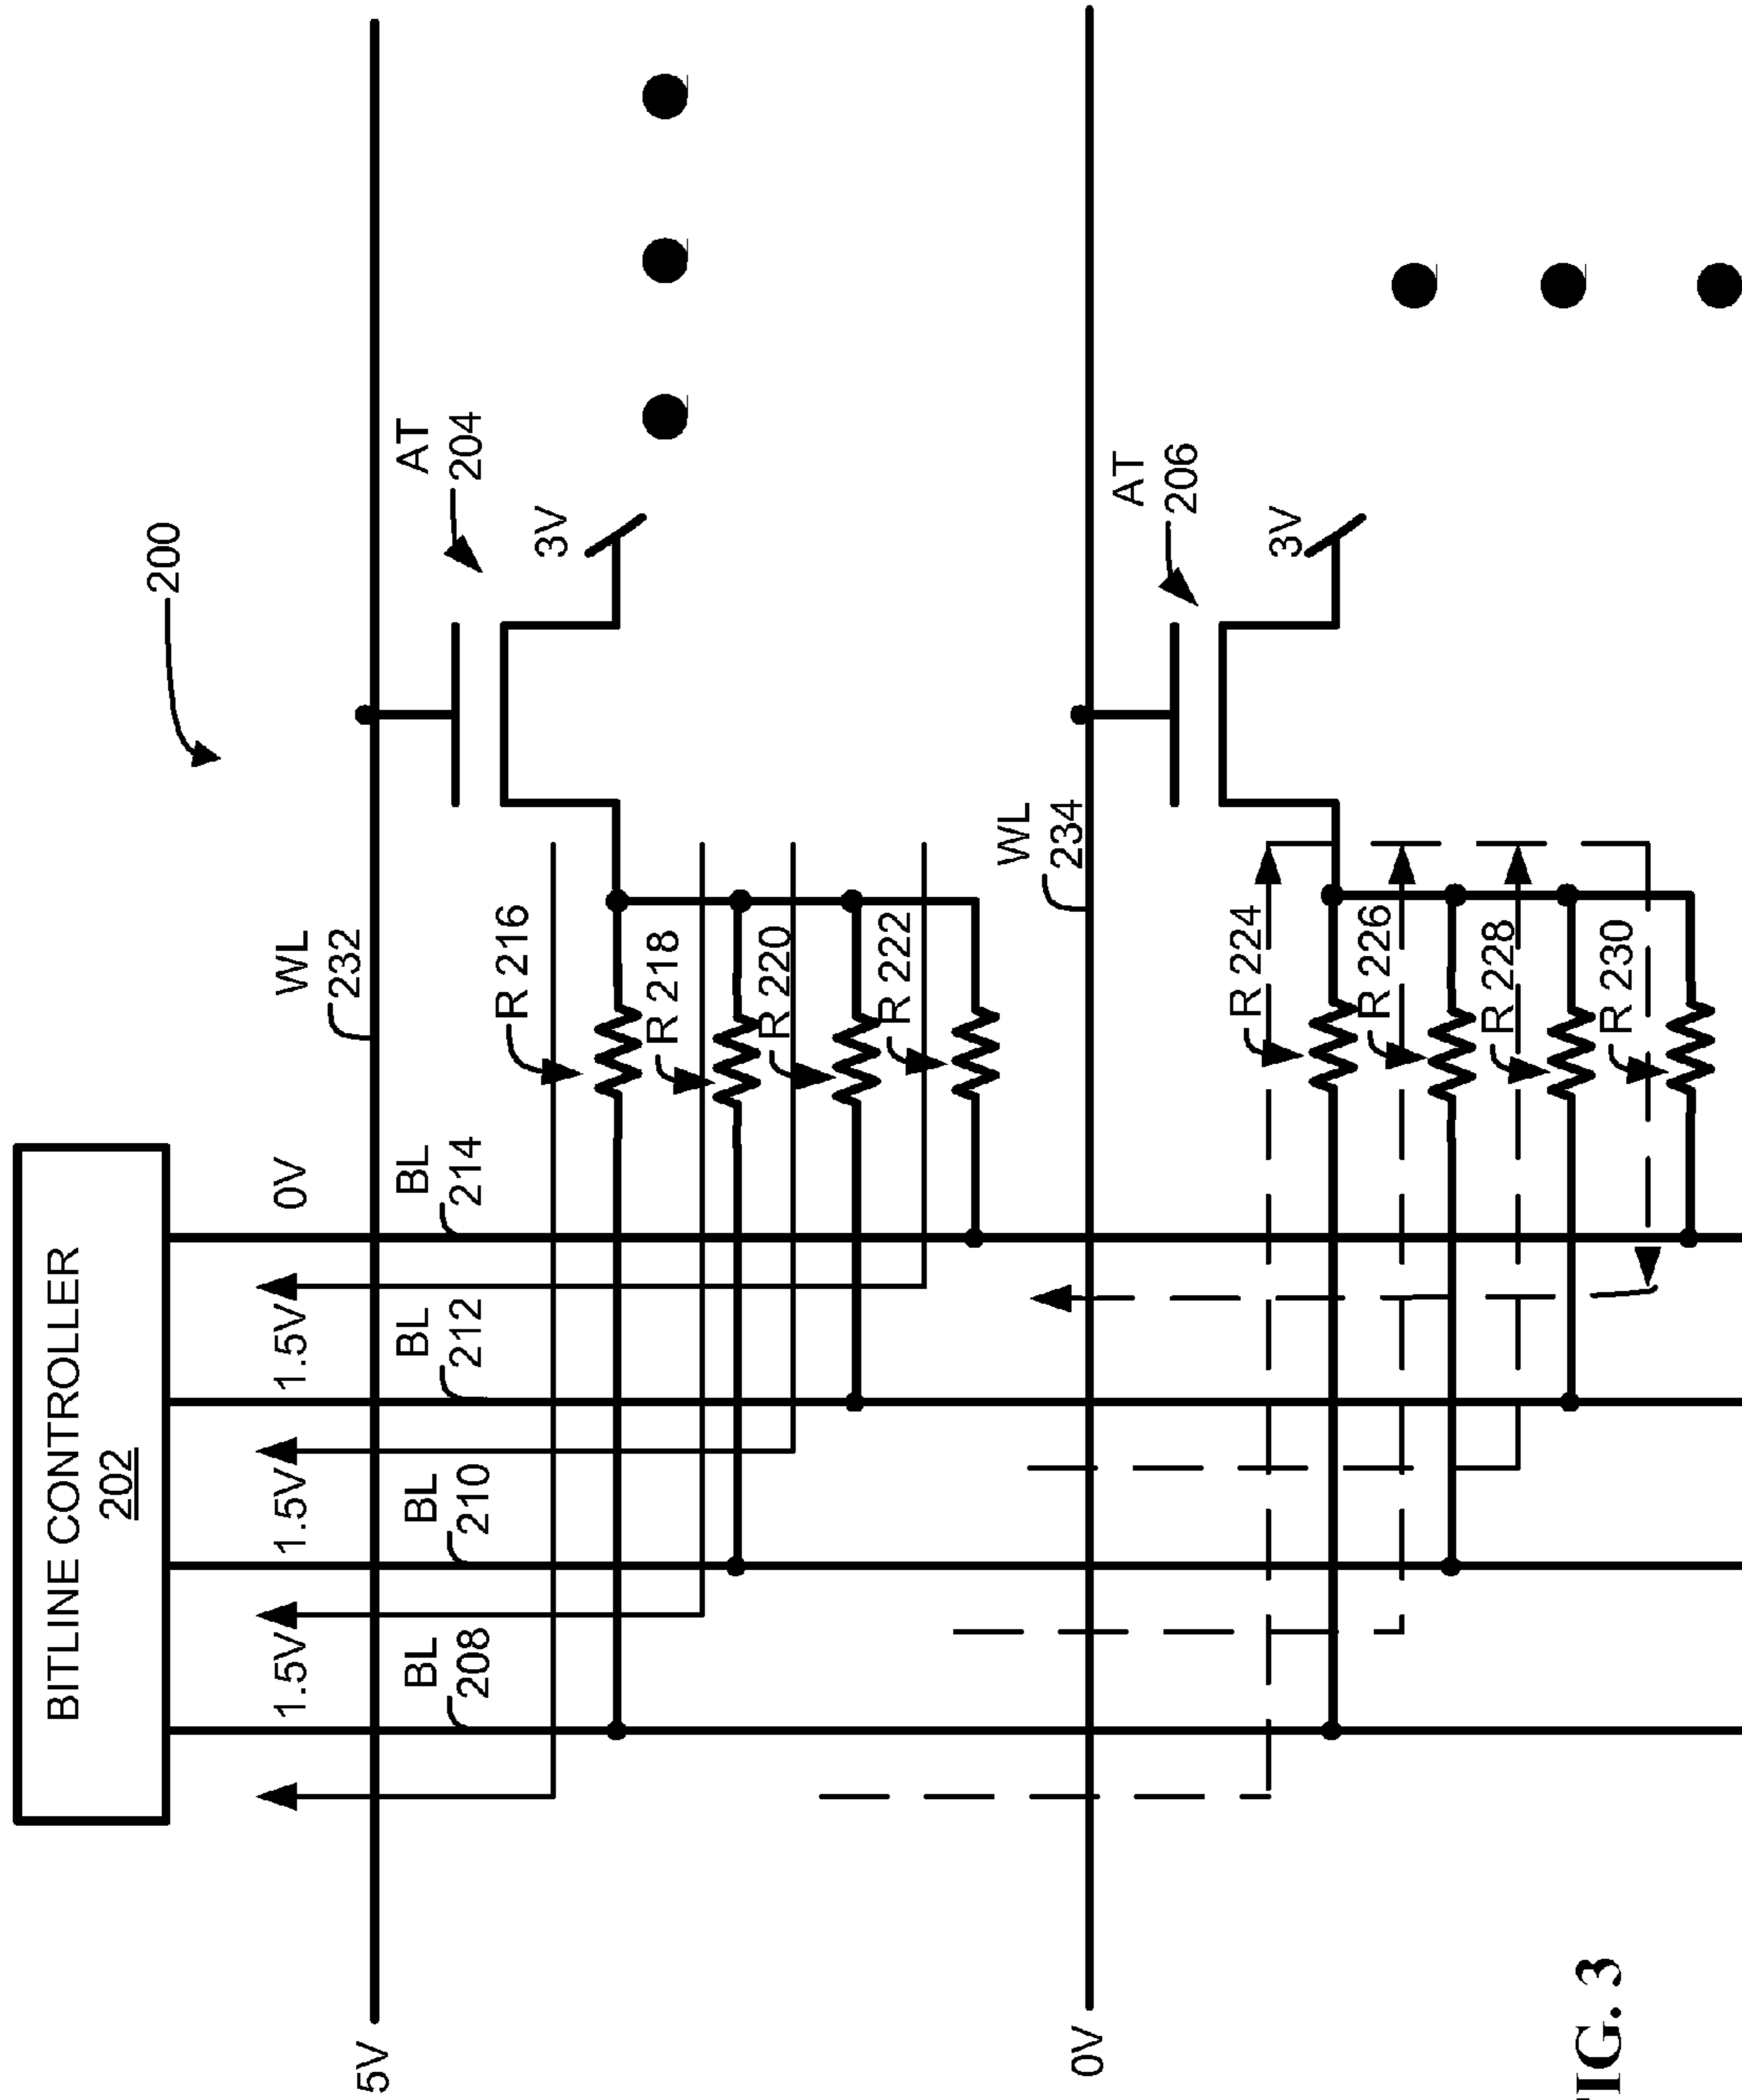 200
BITLINE CONTROLLER
202
1.5V
1.5V
1.5V
0V
5V
WL
232
BL
208
BL
210
BL
212
BL
214
AT
204
3V
R 216
R 218
R 220
R 222
0V
WL
234
AT
206
3V
R 224
R 226
R 228
R 230